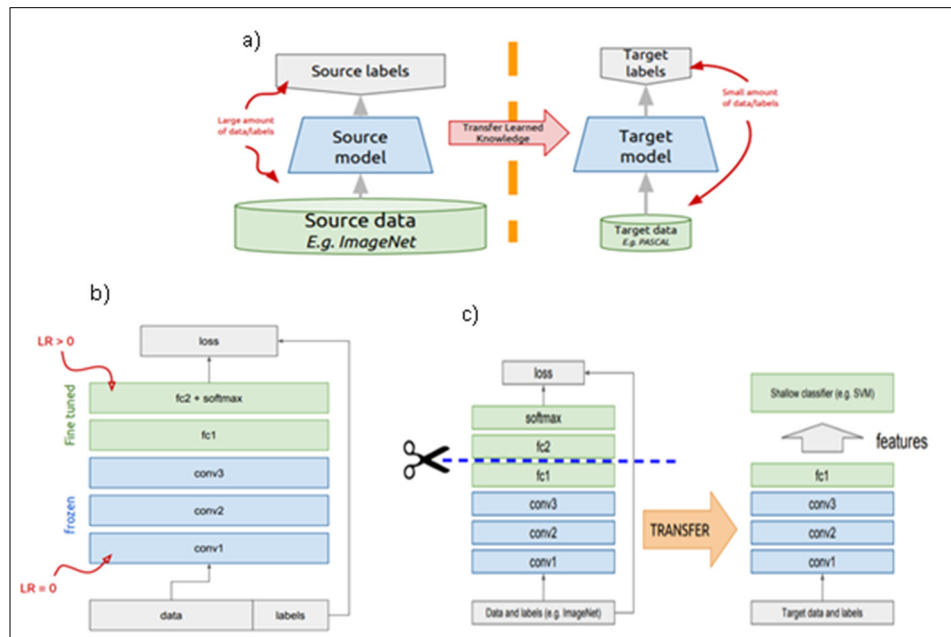 a)
Source labels
Large amount
of data/labels
Source
model
Source data
E.g. ImageNet
Transfer Learned
Knowledge
Target
labels
Small amount
of data/labels
Target
model
Target data
E.g. PASCAL
b)
LR > 0
loss
Fine tuned
fc2 + softmax
fc1
frozen
conv3
conv2
conv1
LR = 0
data
labels
c)
loss
softmax
fc2
fc1
conv3
conv2
conv1
Data and labels (e.g. ImageNet)
TRANSFER
Shallow classifier (e.g. SVM)
features
fc1
conv3
conv2
conv1
Target data and labels